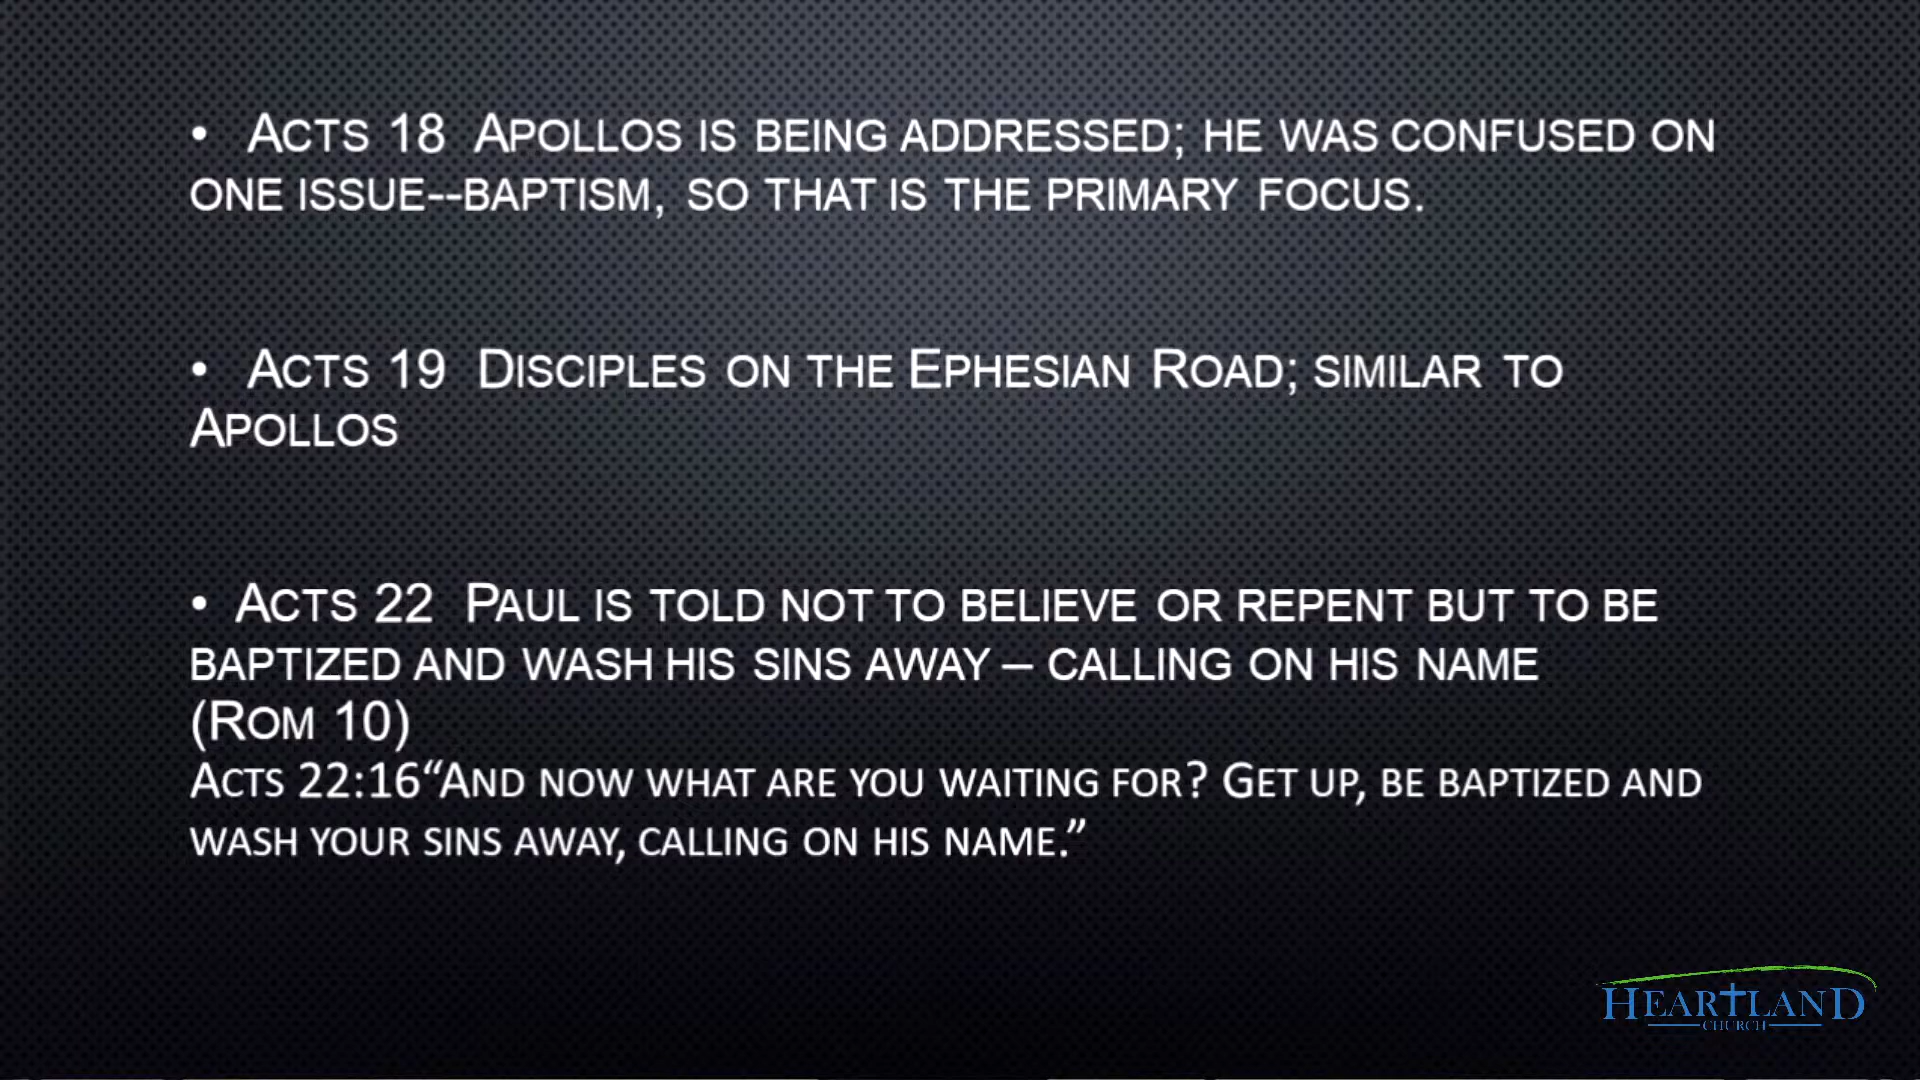 • Acts 18 Apollos is being addressed; he was confused on
one issue--baptism, so that is the primary focus.
• Acts 19 Disciples on the Ephesian Road; similar to
Apollos
• Acts 22 Paul is told not to believe or repent but to be
baptized and wash his sins away – calling on his name
(Rom 10)
Acts 22:16“And now what are you waiting for? Get up, be baptized and
wash your sins away, calling on his name.”
HEARTLAND
CHURCH